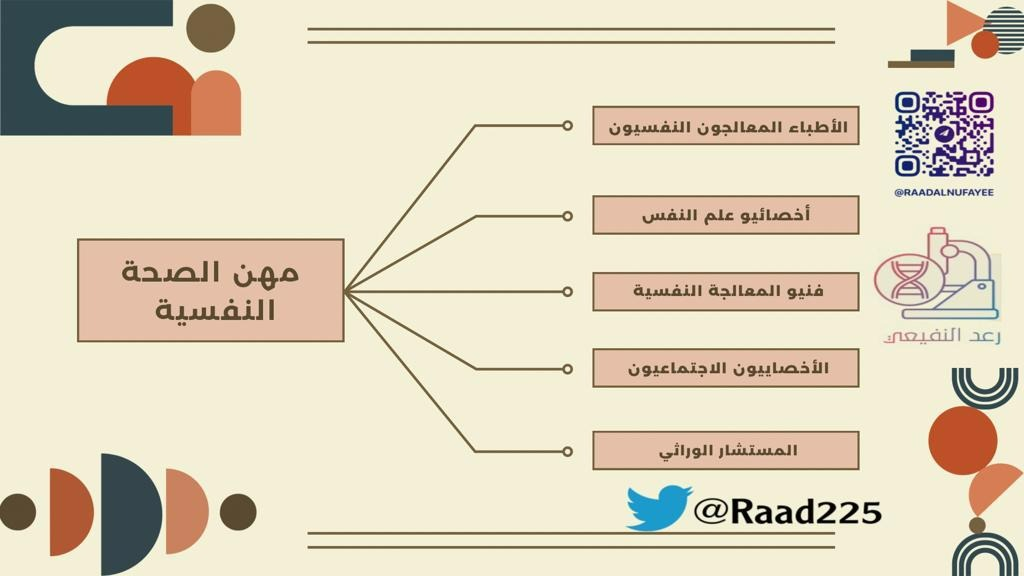 مهن الصحة
النفسية
الأطباء المعالجون النفسيون
أخصائيو علم النفس
فنيو المعالجة النفسية
الأخصاييون الاجتماعيون
المستشار الوراثي
@RAADALNUFAYEE
رعد النفيعي
@Raad225